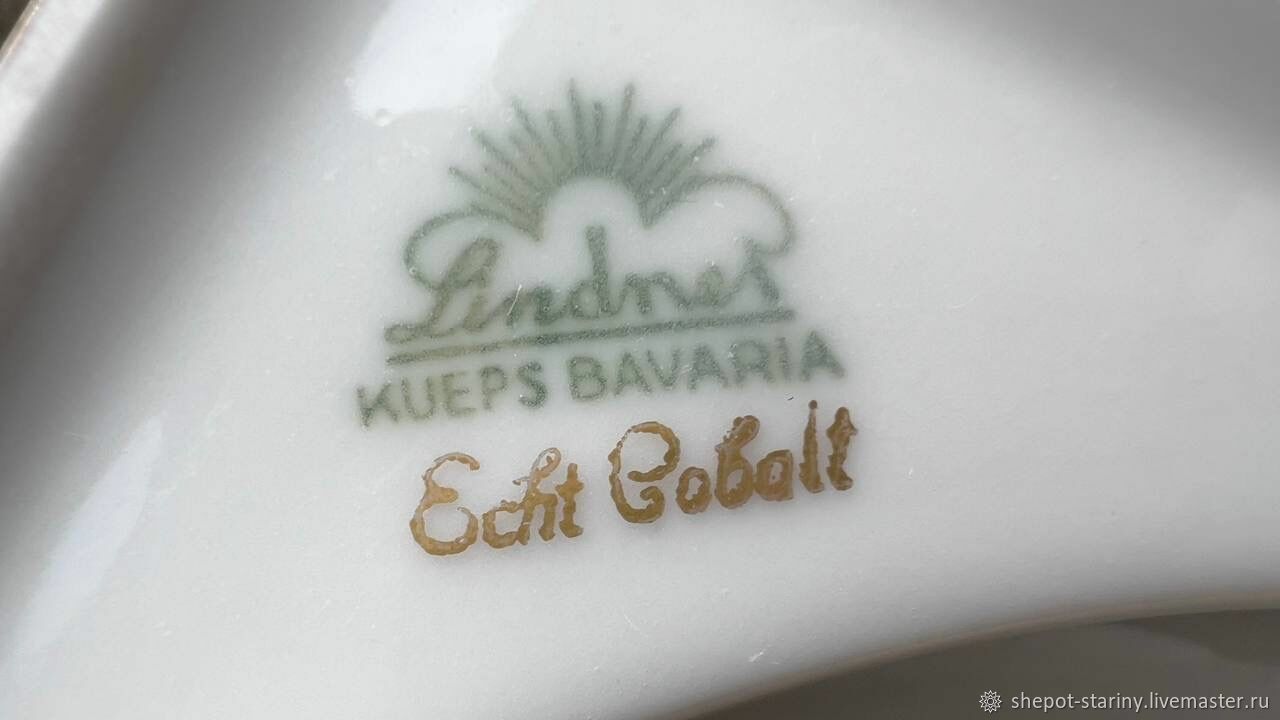 Lindner
KUEPS BAVARIA
Echt Cobalt
shepot-stariny.livemaster.ru